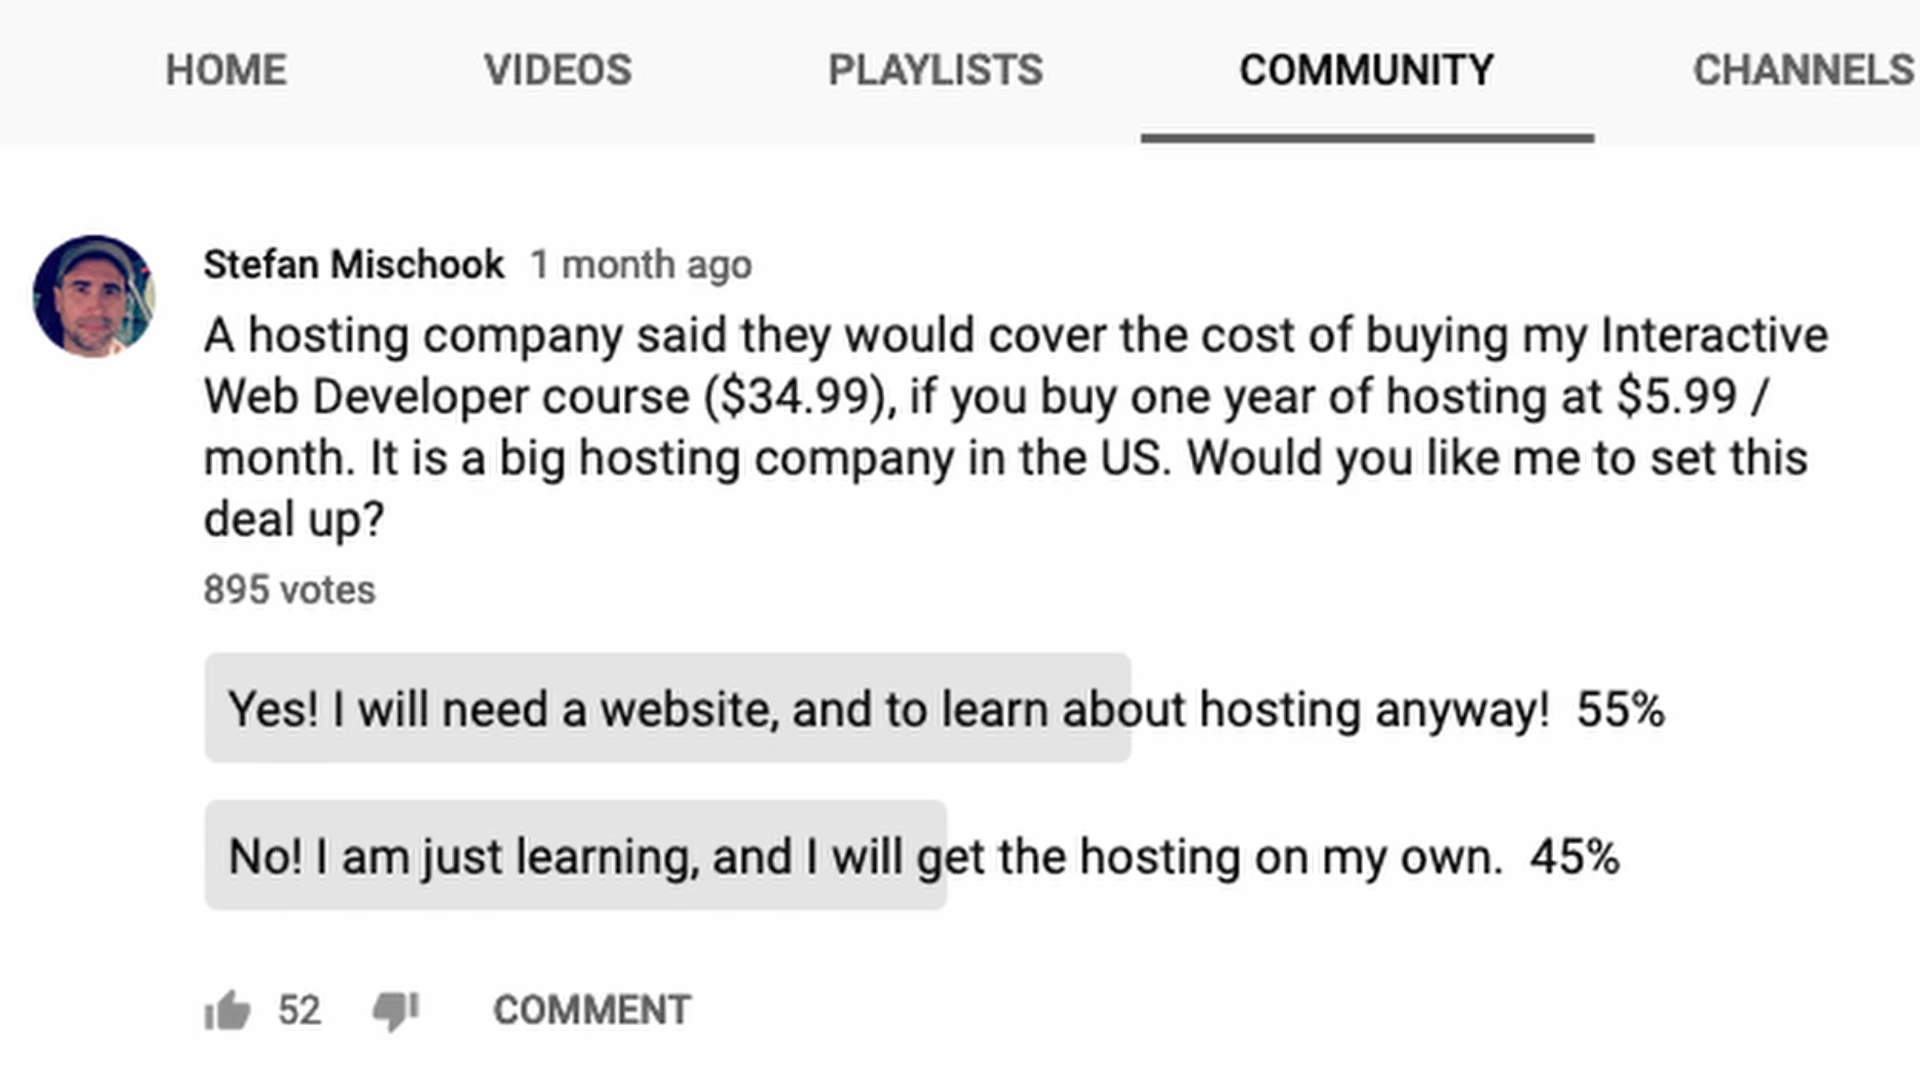 HOME VIDEOS PLAYLISTS COMMUNITY CHANNELS
Stefan Mischook 1 month ago
A hosting company said they would cover the cost of buying my Interactive
Web Developer course ($34.99), if you buy one year of hosting at $5.99 /
month. It is a big hosting company in the US. Would you like me to set this
deal up?
895 votes
Yes! I will need a website, and to learn about hosting anyway! 55%
No! I am just learning, and I will get the hosting on my own. 45%
52 COMMENT